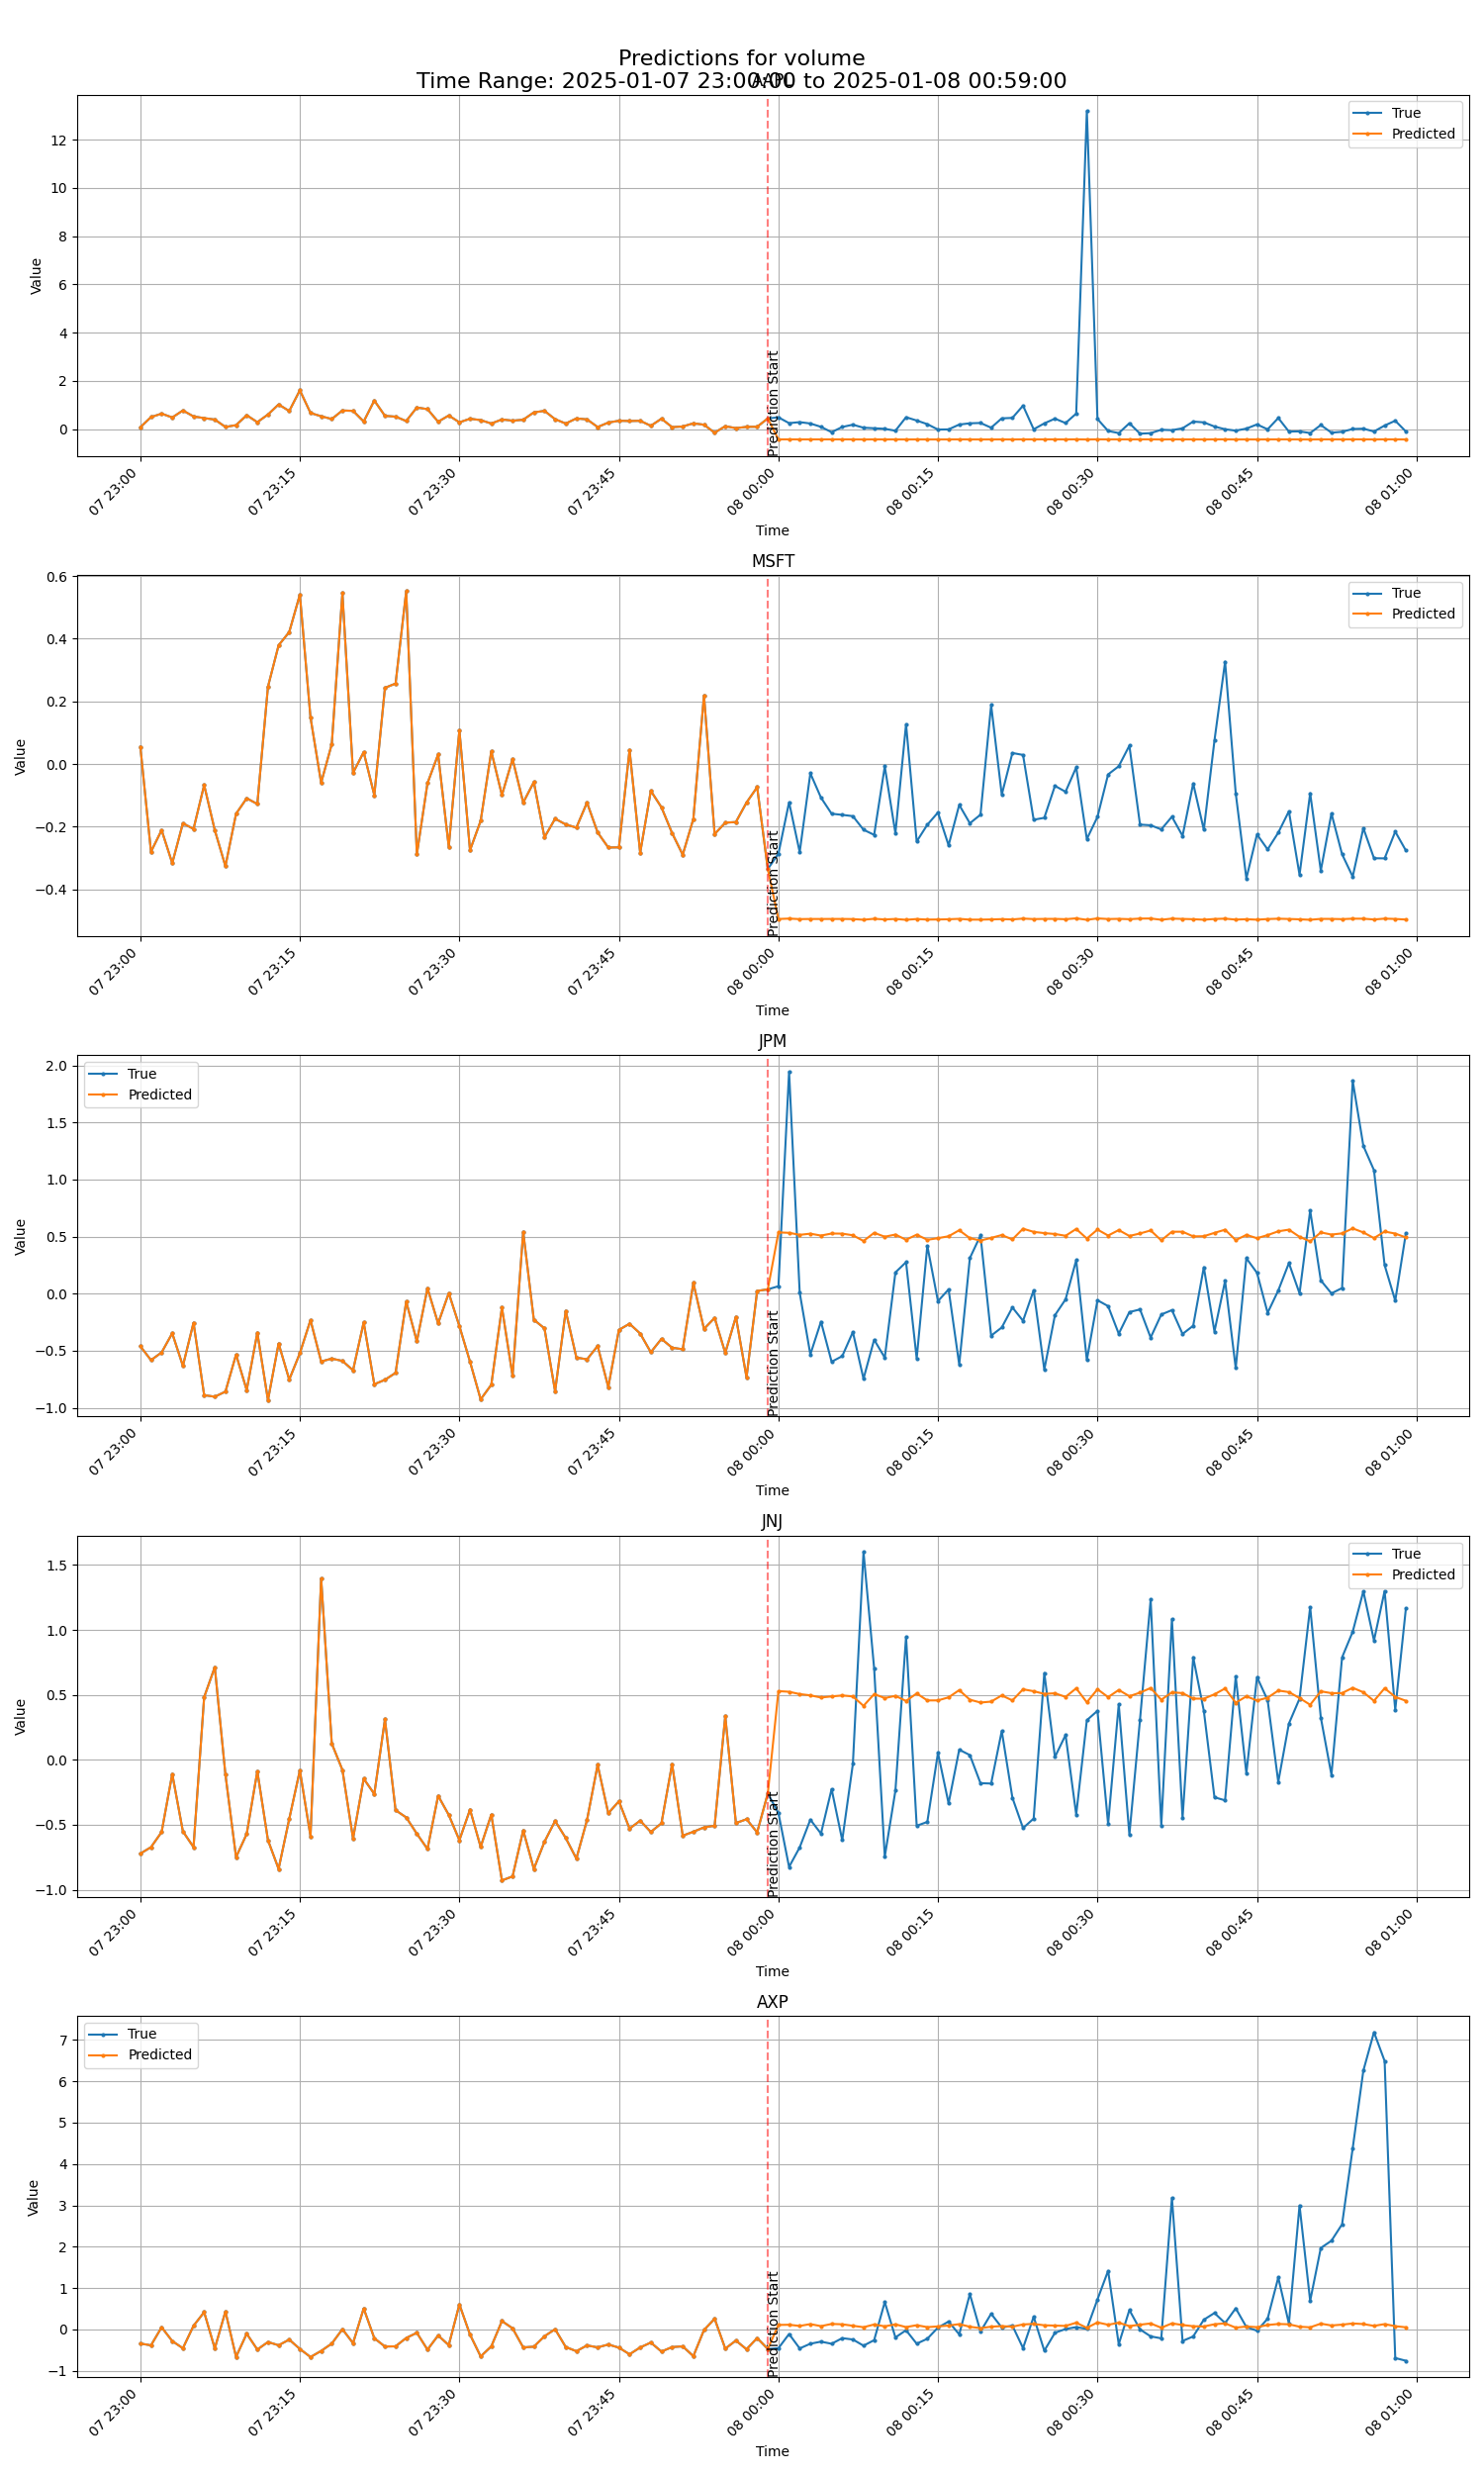 Predictions for volume
Time Range: 2025-01-07 23:00:00 to 2025-01-08 00:59:00
AAPL
True
Predicted
12
10
8
6
4
2
0
Value
Prediction Start
07 23:00
07 23:15
07 23:30
07 23:45
08 00:00
08 00:15
08 00:30
08 00:45
08 01:00
Time
MSFT
True
Predicted
0.6
0.4
0.2
0.0
−0.2
−0.4
Value
Prediction Start
07 23:00
07 23:15
07 23:30
07 23:45
08 00:00
08 00:15
08 00:30
08 00:45
08 01:00
Time
JPM
True
Predicted
2.0
1.5
1.0
0.5
0.0
−0.5
−1.0
Value
Prediction Start
07 23:00
07 23:15
07 23:30
07 23:45
08 00:00
08 00:15
08 00:30
08 00:45
08 01:00
Time
JNJ
True
Predicted
1.5
1.0
0.5
0.0
−0.5
−1.0
Value
Prediction Start
07 23:00
07 23:15
07 23:30
07 23:45
08 00:00
08 00:15
08 00:30
08 00:45
08 01:00
Time
AXP
True
Predicted
7
6
5
4
3
2
1
0
−1
Value
Prediction Start
07 23:00
07 23:15
07 23:30
07 23:45
08 00:00
08 00:15
08 00:30
08 00:45
08 01:00
Time